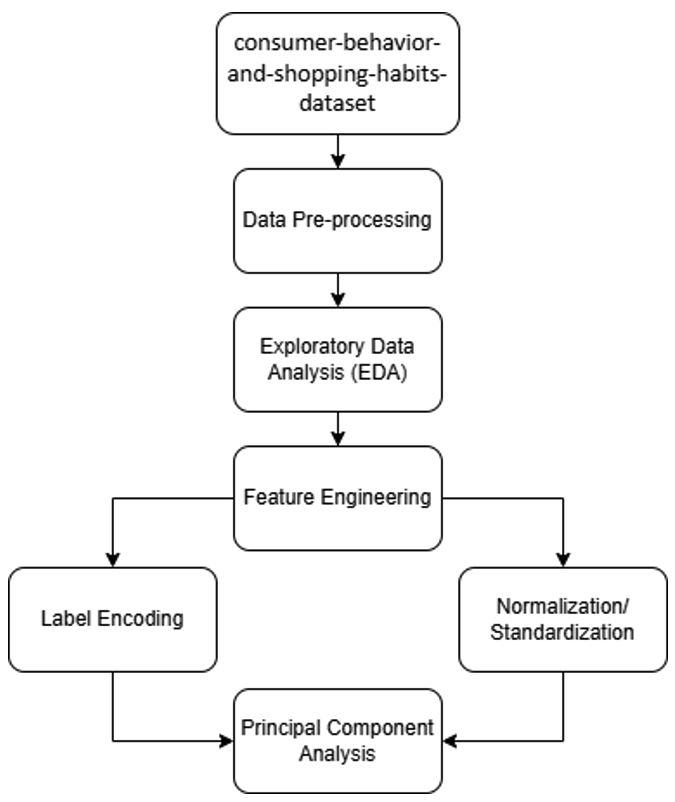 consumer-behavior-
and-shopping-habits-
dataset
Data Pre-processing
Exploratory Data
Analysis (EDA)
Feature Engineering
Label Encoding
Normalization/
Standardization
Principal Component
Analysis